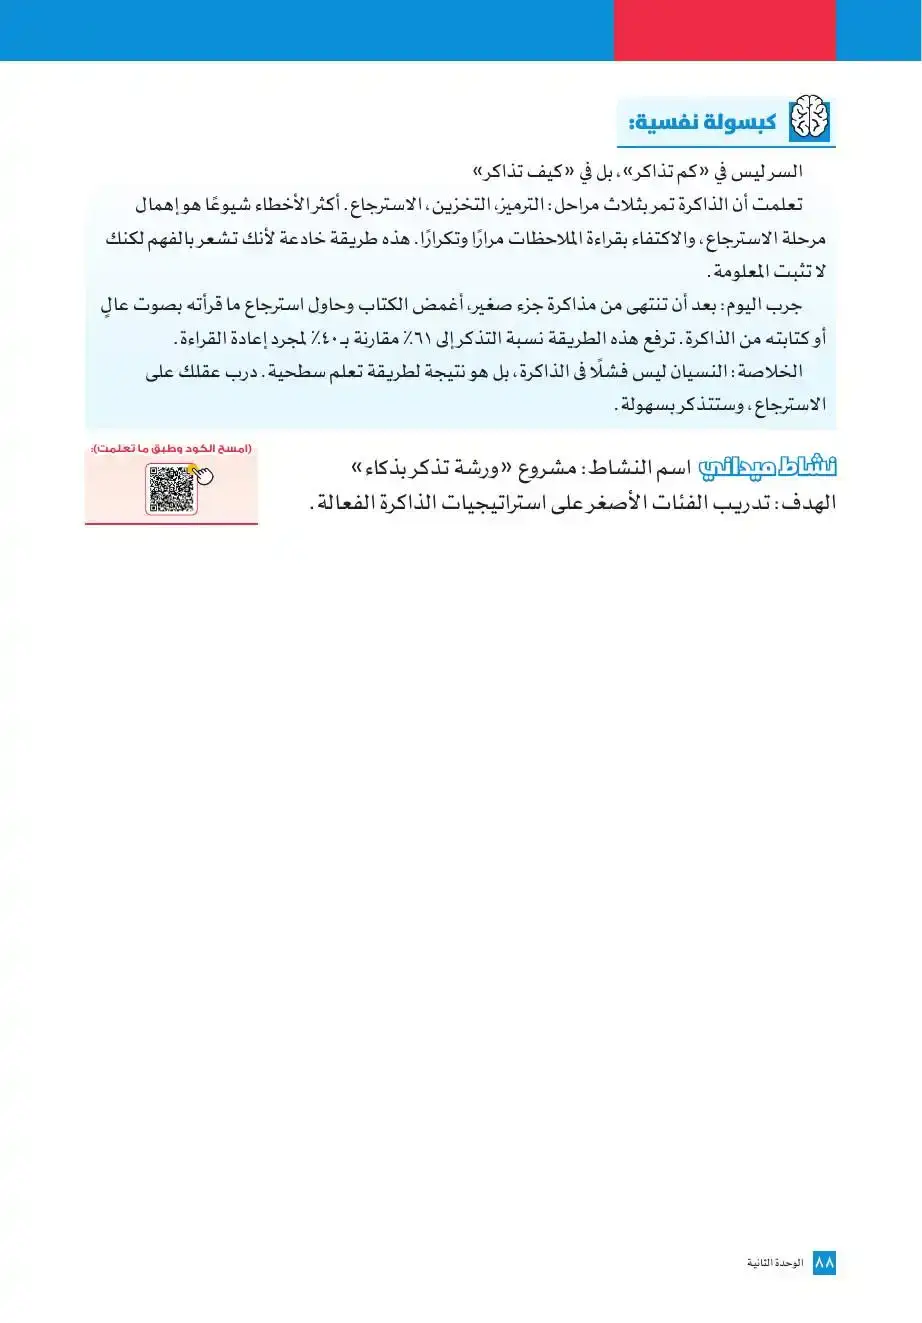 كبسولة نفسية:
السر ليس في «كم تذاكر»، بل في «كيف تذاكر»
تعلمت أن الذاكرة تمر بثلاث مراحل: الترميز، التخزين، الاسترجاع. أكثر الأخطاء شيوعًا هو إهمال
مرحلة الاسترجاع، والاكتفاء بقراءة الملاحظات مرارًا وتكرارًا. هذه طريقة خادعة لأنك تشعر بالفهم لكنك
لا تثبت المعلومة.
جرب اليوم: بعد أن تنتهى من مذاكرة جزء صغير، أغمض الكتاب وحاول استرجاع ما قرأته بصوت عالٍ
أو كتابته من الذاكرة. ترفع هذه الطريقة نسبة التذكر إلى ٦١٪ مقارنة بـ ٤٠٪ لمجرد إعادة القراءة.
الخلاصة: النسيان ليس فشلًا فى الذاكرة، بل هو نتيجة لطريقة تعلم سطحية. درب عقلك على
الاسترجاع، وستتذكر بسهولة.
نشاط ميداني اسم النشاط: مشروع «ورشة تذكر بذكاء»
الهدف: تدريب الفئات الأصغر على استراتيجيات الذاكرة الفعالة.
(امسح الكود وطبق ما تعلمت):
٨٨ الوحدة الثانية